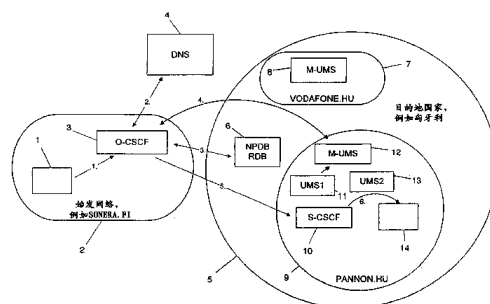 4
DNS
2.
4.
8
M-UMS
7
VODAFONE.HU
目的地国家,
例如匈牙利
3
O-CSCF
1
1.
3.
6
NPDB
RDB
M-UMS
12
UMS1
11
UMS2
13
5.
S-CSCF
10
6.
14
始发网络,
例如SONERA.FI
2
5
9
PANNON.HU